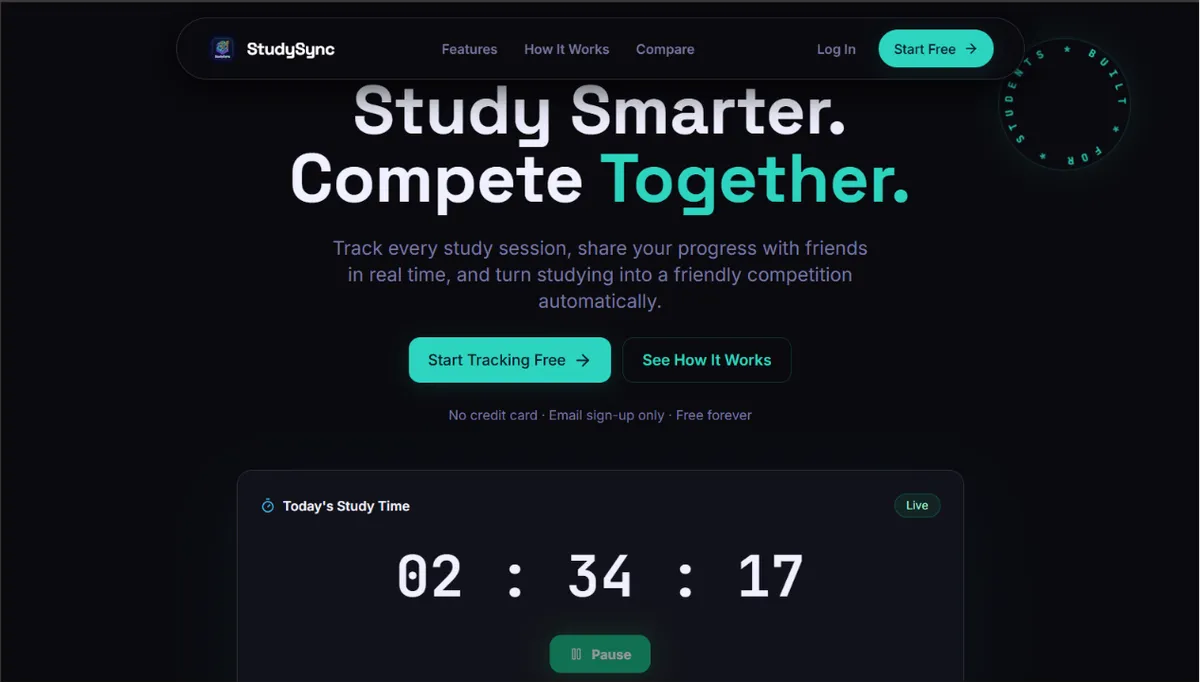 StudySync
Features
How It Works
Compare
Log In
Start Free →
* BUILT * FOR * STUDENTS
Study Smarter.
Compete Together.
Track every study session, share your progress with friends
in real time, and turn studying into a friendly competition
automatically.
Start Tracking Free →
See How It Works
No credit card · Email sign-up only · Free forever
Today's Study Time
Live
02 : 34 : 17
Pause